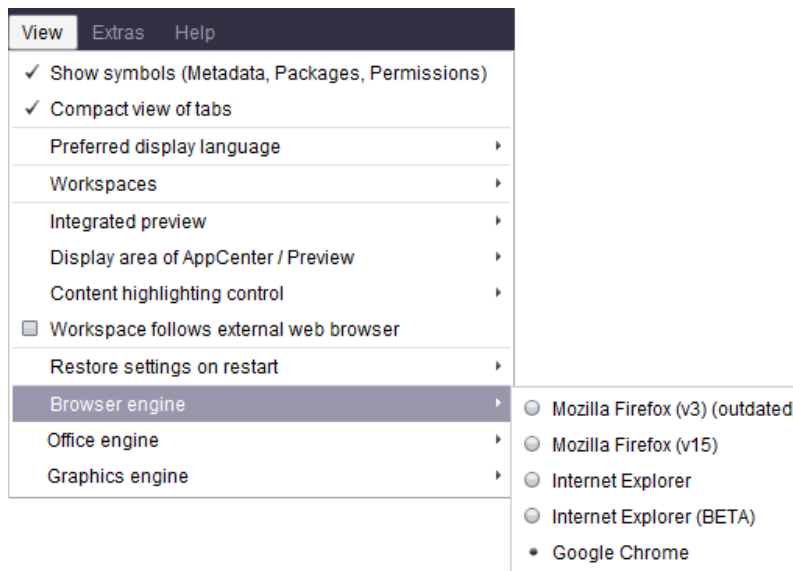 View Extras Help
Show symbols (Metadata, Packages, Permissions)
Compact view of tabs
Preferred display language
Workspaces
Integrated preview
Display area of AppCenter / Preview
Content highlighting control
Workspace follows external web browser
Restore settings on restart
Browser engine
Office engine
Graphics engine
Mozilla Firefox (v3) (outdated)
Mozilla Firefox (v15)
Internet Explorer
Internet Explorer (BETA)
Google Chrome